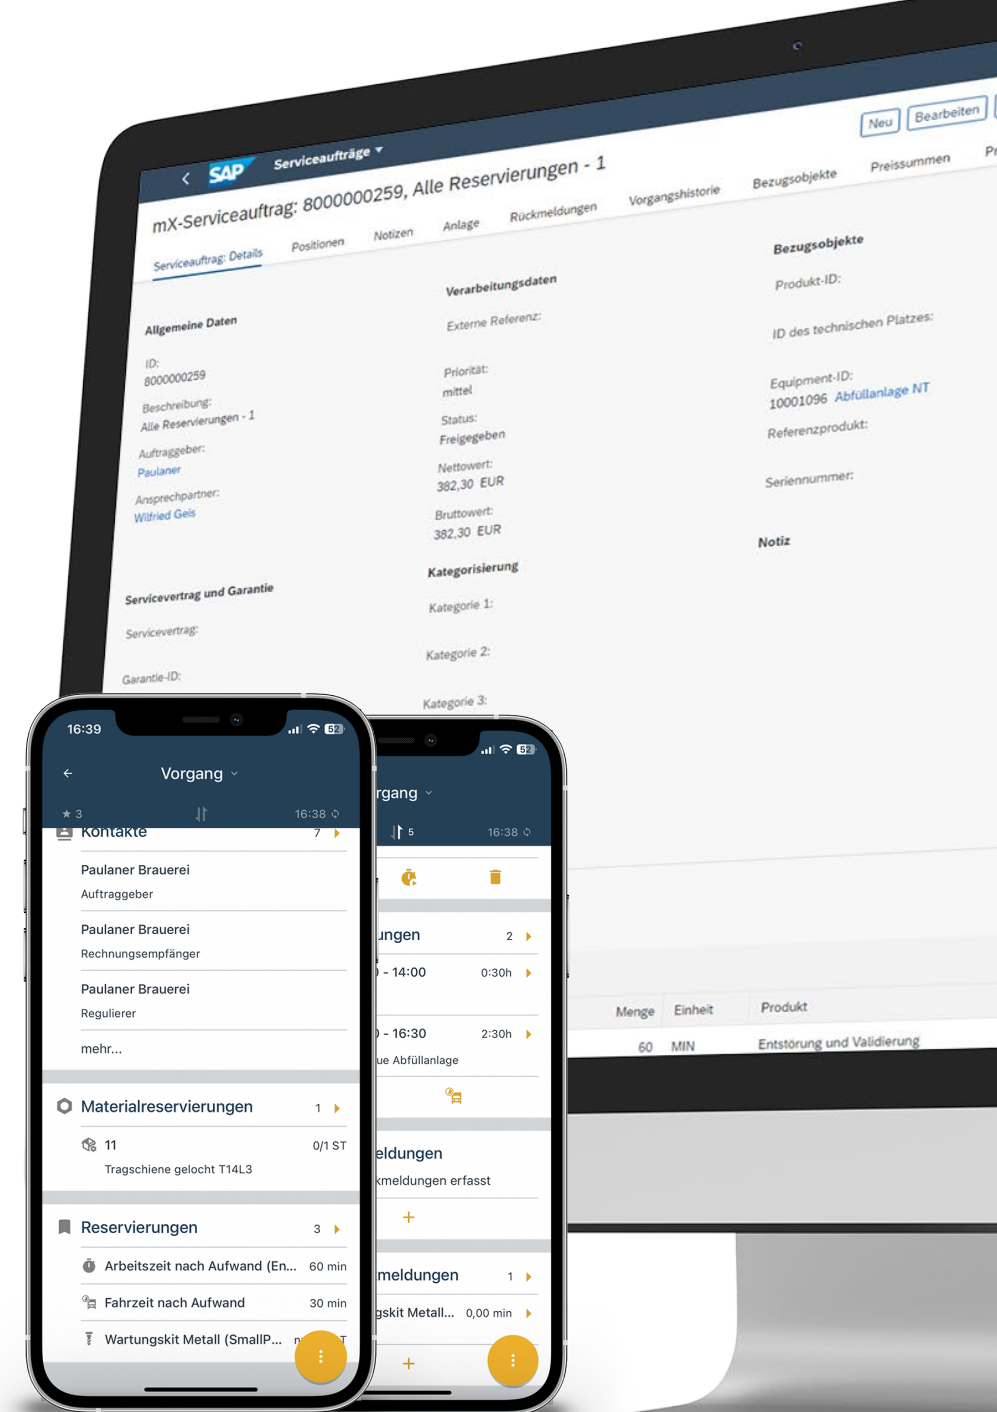 SAP Serviceaufträge
Neu Bearbeiten
mX-Serviceauftrag: 8000000259, Alle Reservierungen - 1
Serviceauftrag: Details Positionen Notizen Anlage Rückmeldungen Vorgangshistorie Bezugsobjekte Preissummen
Allgemeine Daten
ID:
8000000259
Beschreibung:
Alle Reservierungen - 1
Auftraggeber:
Paulaner
Ansprechpartner:
Wilfried Geis
Servicevertrag und Garantie
Servicevertrag:
Garantie-ID:
Verarbeitungsdaten
Externe Referenz:
Priorität:
mittel
Status:
Freigegeben
Nettowert:
382,30 EUR
Bruttowert:
382,30 EUR
Kategorisierung
Kategorie 1:
Kategorie 2:
Kategorie 3:
Bezugsobjekte
Produkt-ID:
ID des technischen Platzes:
Equipment-ID:
10001096 Abfüllanlage NT
Referenzprodukt:
Seriennummer:
Notiz
Menge Einheit Produkt
60 MIN Entstörung und Validierung
16:39 52
Vorgang
3 16:38
Kontakte 7
Paulaner Brauerei
Auftraggeber
Paulaner Brauerei
Rechnungsempfänger
Paulaner Brauerei
Regulierer
mehr...
Materialreservierungen 1
11 0/1 ST
Tragschiene gelocht T14L3
Reservierungen 3
Arbeitszeit nach Aufwand (En... 60 min
Fahrzeit nach Aufwand 30 min
Wartungskit Metall (SmallP...
52
rgang
5 16:38
ungen 2
- 14:00 0:30h
- 16:30 2:30h
ue Abfüllanlage
eldungen
kmeldungen erfasst
meldungen 1
gskit Metall... 0,00 min